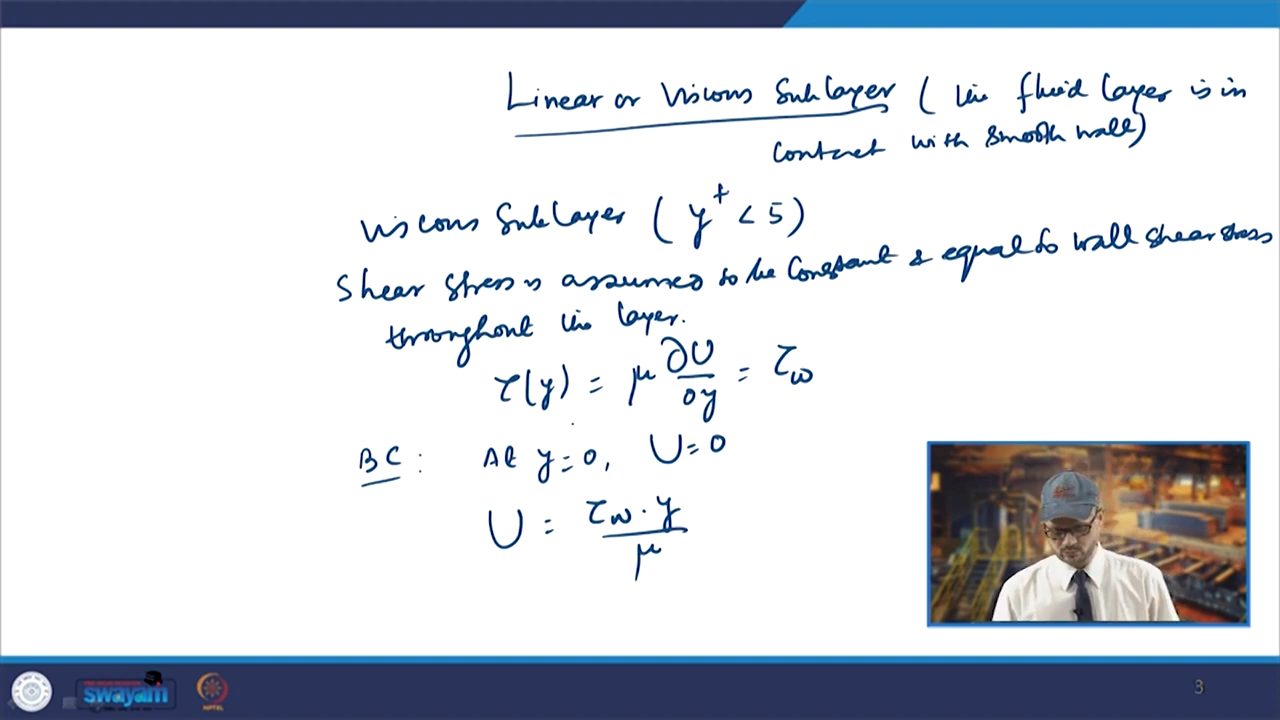 Linear or Viscous Sublayer (the fluid layer is in
contact with smooth wall)
Viscous Sublayer (y⁺ < 5)
Shear stress is assumed to be constant & equal to wall shear stress
throughout the layer.
τ(y) = μ ∂U/∂y = τw
BC : At y=0, U=0
U = τw · y / μ
swayam
3